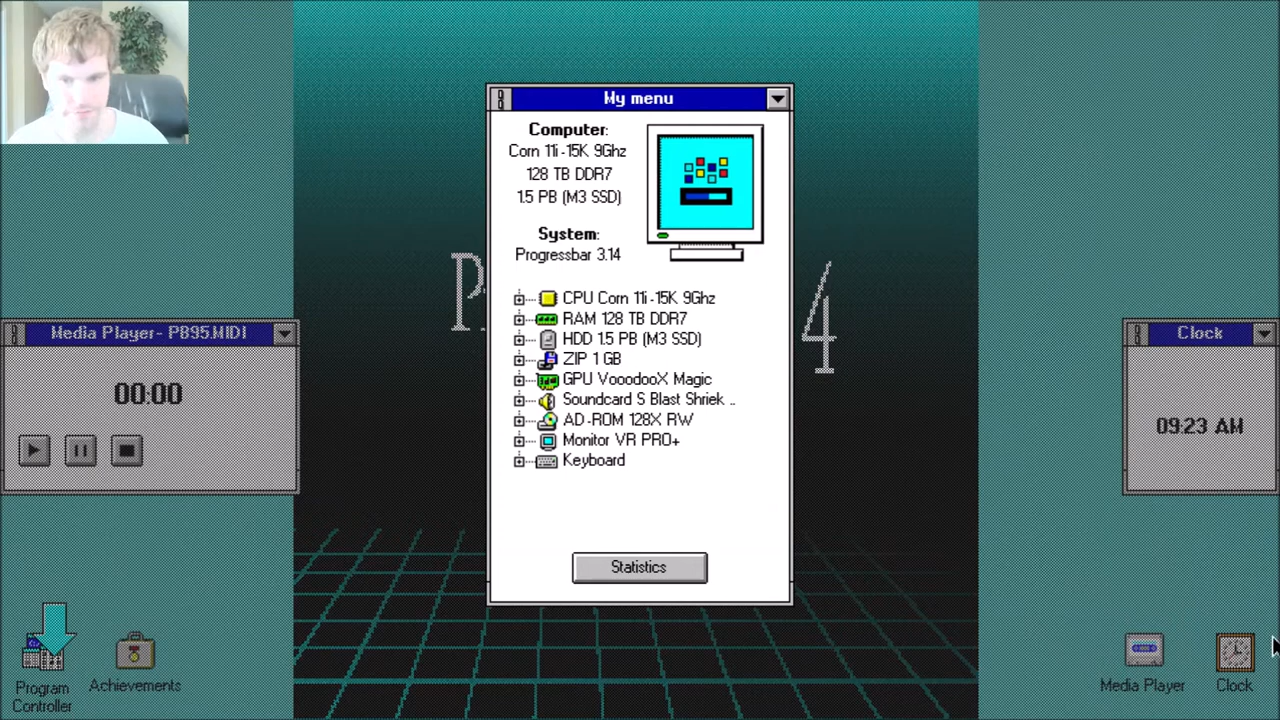 My menu
Computer:
Corn 11i-15K 9Ghz
128 TB DDR7
1.5 PB (M3 SSD)
System:
Progressbar 3.14
CPU Corn 11i-15K 9Ghz
RAM 128 TB DDR7
HDD 1.5 PB (M3 SSD)
ZIP 1 GB
GPU VooodooX Magic
Soundcard S Blast Shriek ..
AD-ROM 128X RW
Monitor VR PRO+
Keyboard
Statistics
Media Player- PB95.MIDI
00:00
Clock
09:23 AM
P
4
Program
Controller
Achievements
Media Player
Clock